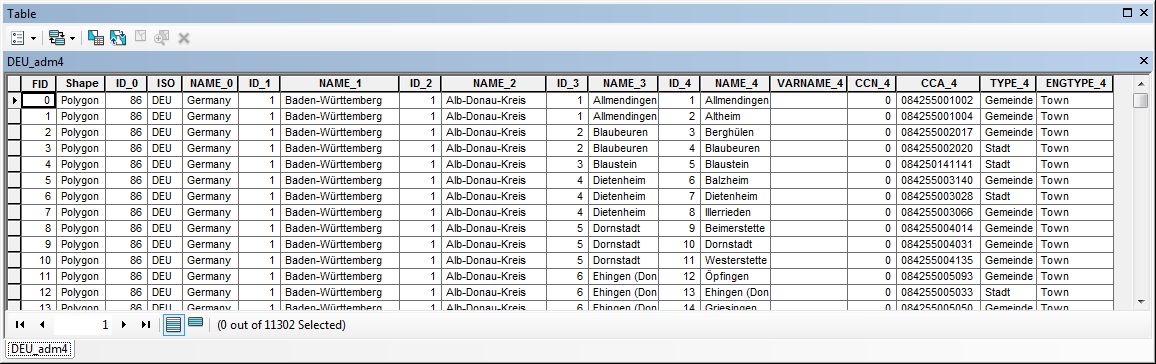 Table
DEU_adm4
FID Shape ID_0 ISO NAME_0 ID_1 NAME_1 ID_2 NAME_2 ID_3 NAME_3 ID_4 NAME_4 VARNAME_4 CCN_4 CCA_4 TYPE_4 ENGTYPE_4
0 Polygon 86 DEU Germany 1 Baden-Württemberg 1 Alb-Donau-Kreis 1 Allmendingen 1 Allmendingen 0 084255001002 Gemeinde Town
1 Polygon 86 DEU Germany 1 Baden-Württemberg 1 Alb-Donau-Kreis 1 Allmendingen 2 Altheim 0 084255001004 Gemeinde Town
2 Polygon 86 DEU Germany 1 Baden-Württemberg 1 Alb-Donau-Kreis 2 Blaubeuren 3 Berghülen 0 084255002017 Gemeinde Town
3 Polygon 86 DEU Germany 1 Baden-Württemberg 1 Alb-Donau-Kreis 2 Blaubeuren 4 Blaubeuren 0 084255002020 Stadt Town
4 Polygon 86 DEU Germany 1 Baden-Württemberg 1 Alb-Donau-Kreis 3 Blaustein 5 Blaustein 0 084250141141 Gemeinde Town
5 Polygon 86 DEU Germany 1 Baden-Württemberg 1 Alb-Donau-Kreis 4 Dietenheim 6 Balzheim 0 084255003140 Gemeinde Town
6 Polygon 86 DEU Germany 1 Baden-Württemberg 1 Alb-Donau-Kreis 4 Dietenheim 7 Dietenheim 0 084255003028 Stadt Town
7 Polygon 86 DEU Germany 1 Baden-Württemberg 1 Alb-Donau-Kreis 4 Dietenheim 8 Illerrieden 0 084255003066 Gemeinde Town
8 Polygon 86 DEU Germany 1 Baden-Württemberg 1 Alb-Donau-Kreis 5 Dornstadt 9 Beimerstette 0 084255004014 Gemeinde Town
9 Polygon 86 DEU Germany 1 Baden-Württemberg 1 Alb-Donau-Kreis 5 Dornstadt 10 Dornstadt 0 084255004031 Gemeinde Town
10 Polygon 86 DEU Germany 1 Baden-Württemberg 1 Alb-Donau-Kreis 5 Dornstadt 11 Westerstette 0 084255004135 Gemeinde Town
11 Polygon 86 DEU Germany 1 Baden-Württemberg 1 Alb-Donau-Kreis 6 Ehingen (Don 12 Öpfingen 0 084255005093 Gemeinde Town
12 Polygon 86 DEU Germany 1 Baden-Württemberg 1 Alb-Donau-Kreis 6 Ehingen (Don 13 Ehingen (Don 0 084255005033 Stadt Town
13 Polygon 86 DEU Germany 1 Baden-Württemberg 1 Alb-Donau-Kreis 6 Ehingen (Don 14 Griesingen 0 084255005050 Gemeinde Town
1 (0 out of 11302 Selected)
DEU_adm4